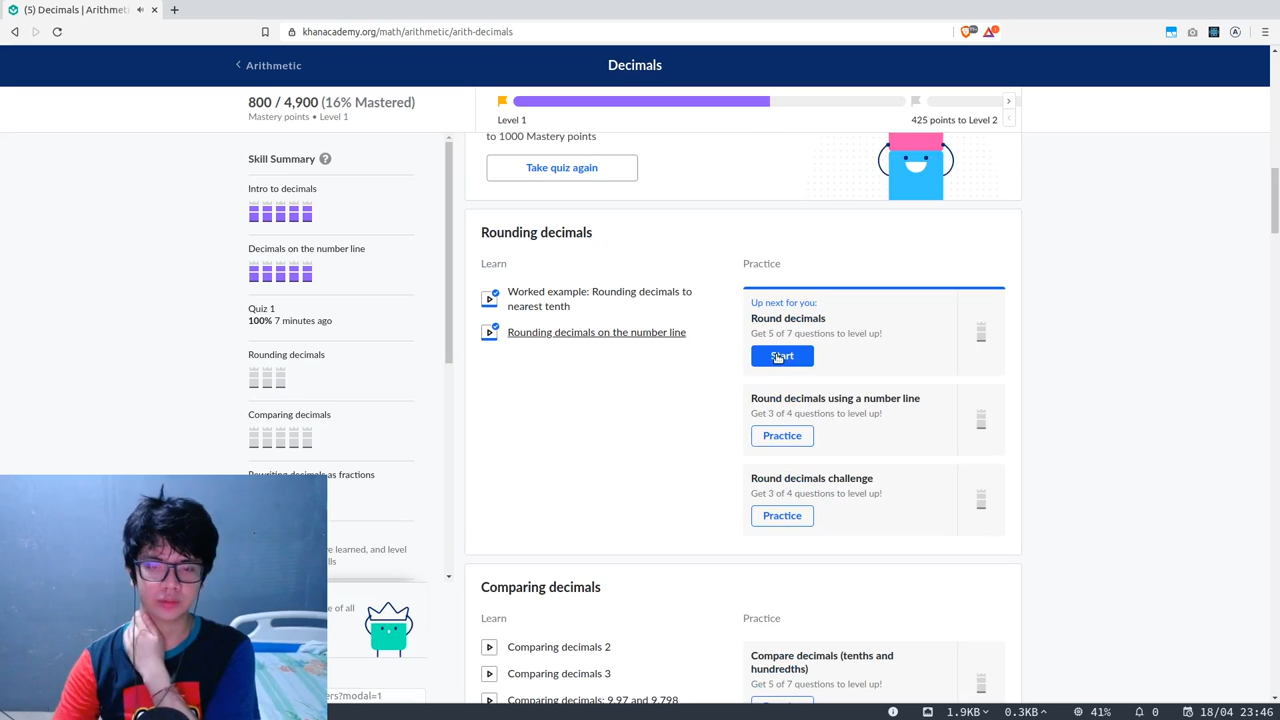 (5) Decimals | Arithmeti
khanacademy.org/math/arithmetic/arith-decimals
Arithmetic
Decimals
800 / 4,900 (16% Mastered)
Mastery points • Level 1
Level 1
425 points to Level 2
to 1000 Mastery points
Take quiz again
Skill Summary ?
Intro to decimals
Decimals on the number line
Quiz 1
100% 7 minutes ago
Rounding decimals
Comparing decimals
Rewriting decimals as fractions
e learned, and level
lls
e of all
ers?modal=1
Rounding decimals
Learn
Worked example: Rounding decimals to
nearest tenth
Rounding decimals on the number line
Practice
Up next for you:
Round decimals
Get 5 of 7 questions to level up!
Start
Round decimals using a number line
Get 3 of 4 questions to level up!
Practice
Round decimals challenge
Get 3 of 4 questions to level up!
Practice
Comparing decimals
Learn
Comparing decimals 2
Comparing decimals 3
Comparing decimals: 9.97 and 9.798
Practice
Compare decimals (tenths and
hundredths)
Get 5 of 7 questions to level up!
1.9KB 0.3KB 41% 0 18/04 23:46